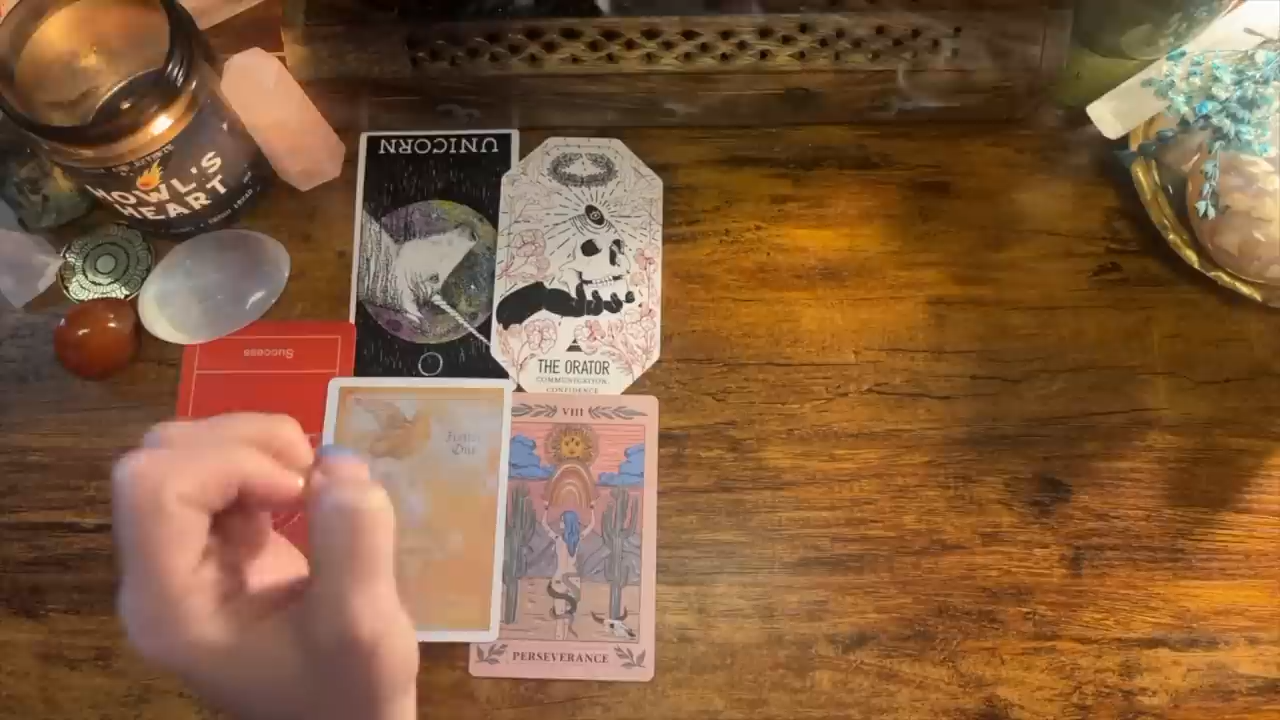 HOWL'S
HEART
UNICORN
THE ORATOR
COMMUNICATION.
CONFIDENCE
Success
VIII
PERSEVERANCE